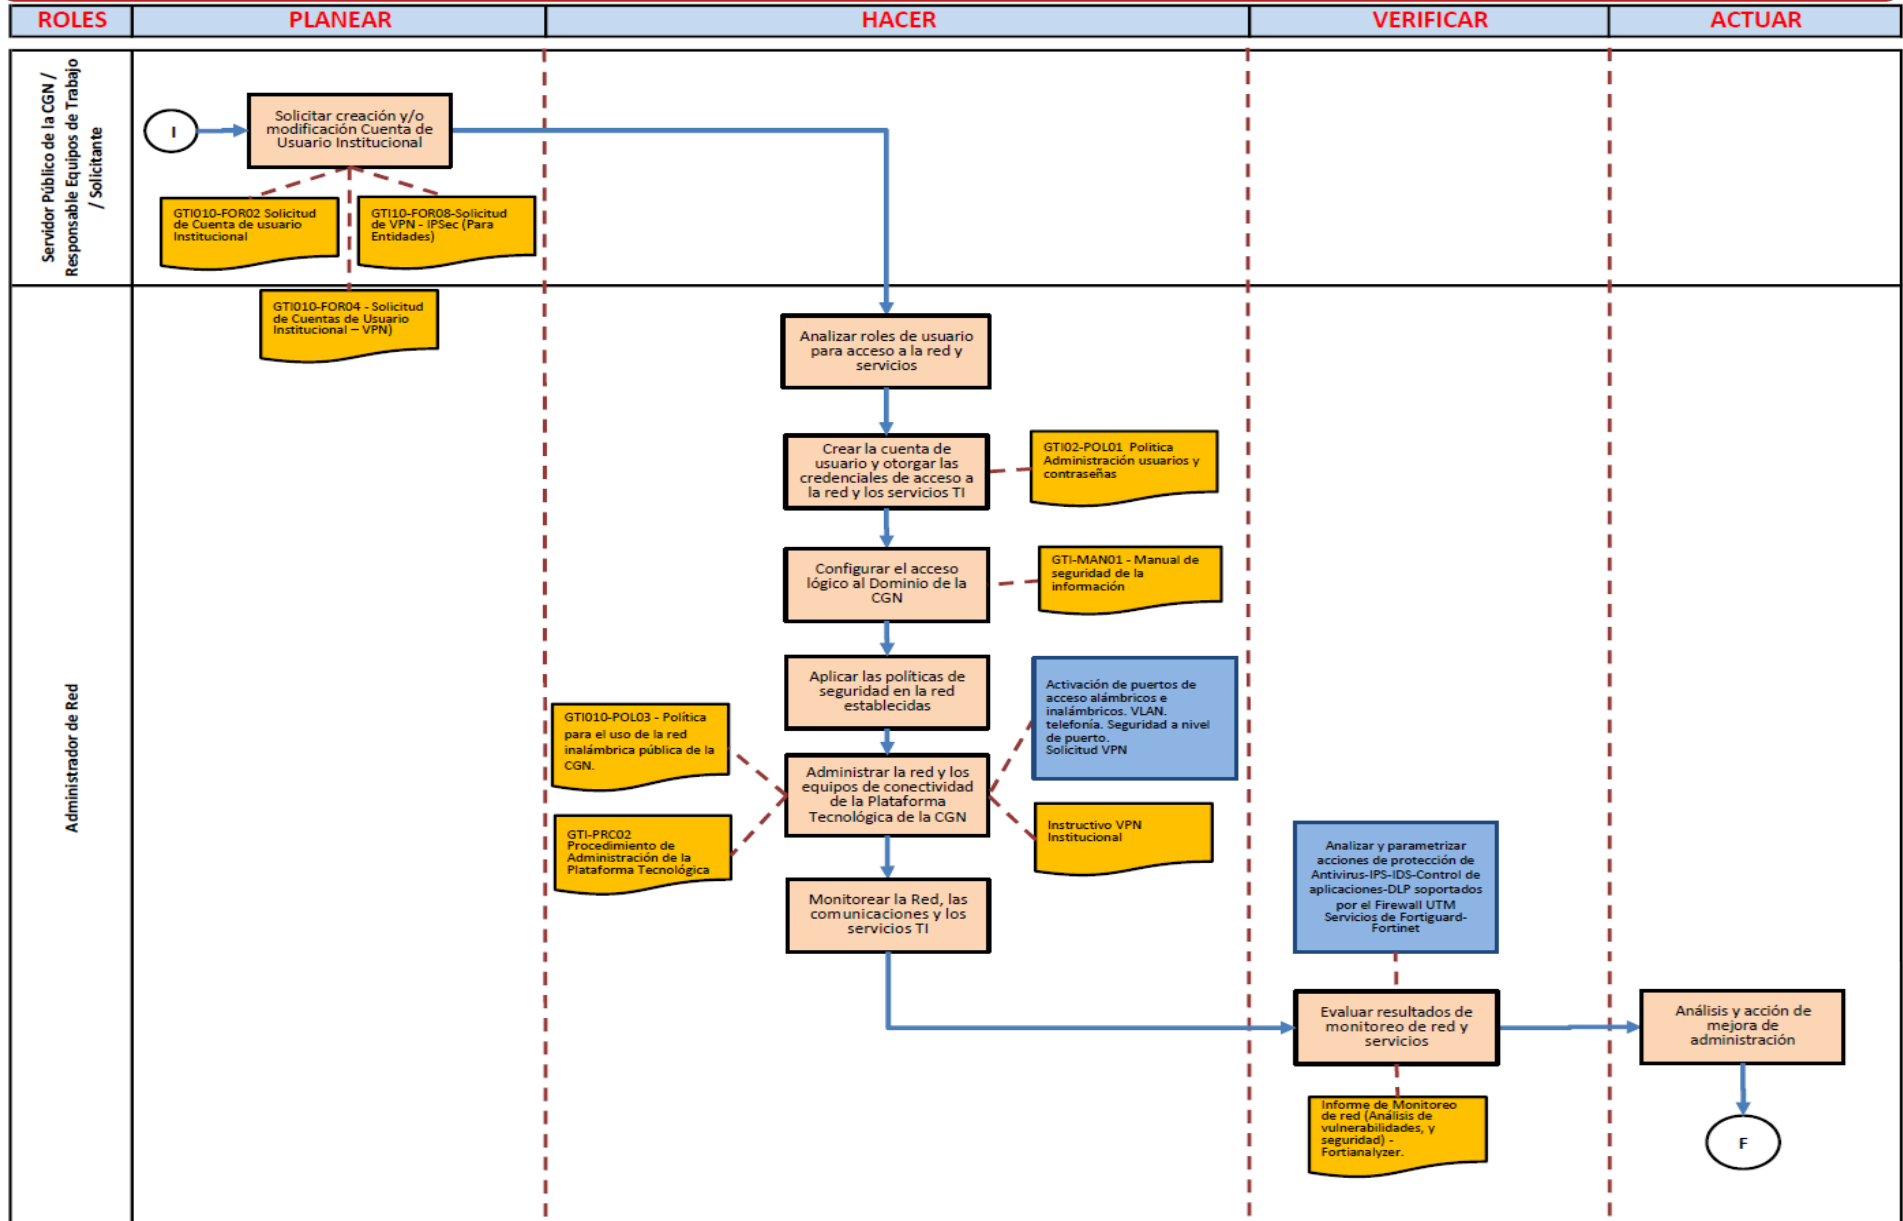 ROLES
PLANEAR
HACER
VERIFICAR
ACTUAR
Servidor Público de la CGN /
Responsable Equipos de Trabajo
/ Solicitante
I
Solicitar creación y/o
modificación Cuenta de
Usuario Institucional
GTI010-FOR02 Solicitud
de Cuenta de usuario
Institucional
GTI10-FOR08-Solicitud
de VPN - IPSec (Para
Entidades)
Administrador de Red
GTI010-FOR04 - Solicitud
de Cuentas de Usuario
Institucional – VPN)
Analizar roles de usuario
para acceso a la red y
servicios
Crear la cuenta de
usuario y otorgar las
credenciales de acceso a
la red y los servicios TI
GTI02-POL01 Politica
Administración usuarios y
contraseñas
Configurar el acceso
lógico al Dominio de la
CGN
GTI-MAN01 - Manual de
seguridad de la
información
Aplicar las políticas de
seguridad en la red
establecidas
Activación de puertos de
acceso alámbricos e
inalámbricos. VLAN.
telefonía. Seguridad a nivel
de puerto.
Solicitud VPN
GTI010-POL03 - Política
para el uso de la red
inalámbrica pública de la
CGN.
Administrar la red y los
equipos de conectividad
de la Plataforma
Tecnológica de la CGN
GTI-PRC02
Procedimiento de
Administración de la
Plataforma Tecnológica
Instructivo VPN
Institucional
Monitorear la Red, las
comunicaciones y los
servicios TI
Analizar y parametrizar
acciones de protección de
Antivirus-IPS-IDS-Control de
aplicaciones-DLP soportados
por el Firewall UTM
Servicios de Fortiguard-
Fortinet
Evaluar resultados de
monitoreo de red y
servicios
Análisis y acción de
mejora de
administración
Informe de Monitoreo
de red (Análisis de
vulnerabilidades, y
seguridad) -
Fortianalyzer.
F